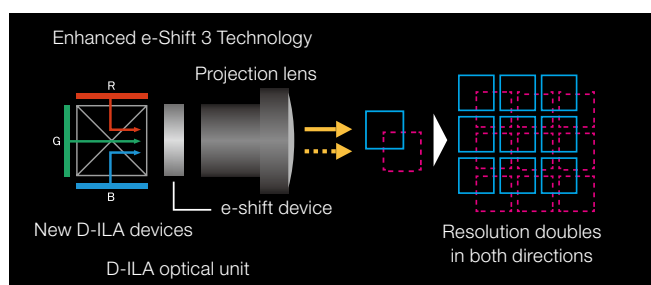 Enhanced e-Shift 3 Technology
Projection lens
R
G
B
e-shift device
New D-ILA devices
D-ILA optical unit
Resolution doubles
in both directions